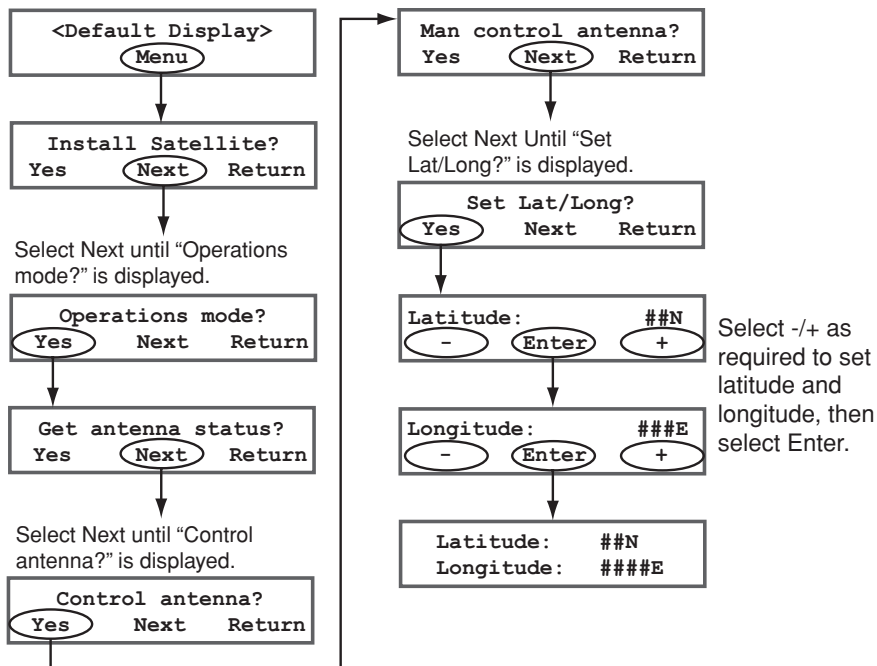 <Default Display>
Menu
Install Satellite?
Yes Next Return
Select Next until “Operations
mode?” is displayed.
Operations mode?
Yes Next Return
Get antenna status?
Yes Next Return
Select Next until “Control
antenna?” is displayed.
Control antenna?
Yes Next Return
Man control antenna?
Yes Next Return
Select Next Until “Set
Lat/Long?” is displayed.
Set Lat/Long?
Yes Next Return
Latitude: ##N
- Enter +
Longitude: ###E
- Enter +
Select -/+ as
required to set
latitude and
longitude, then
select Enter.
Latitude: ##N
Longitude: ####E